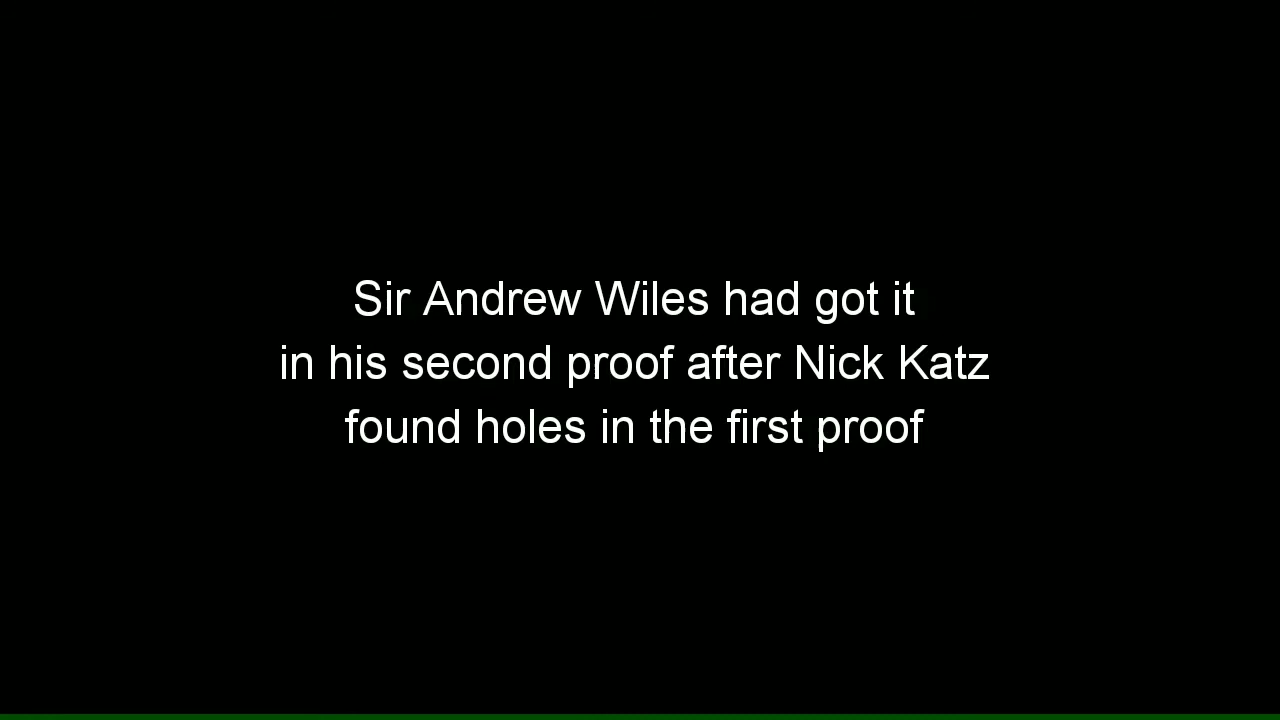 Sir Andrew Wiles had got it
in his second proof after Nick Katz
found holes in the first proof